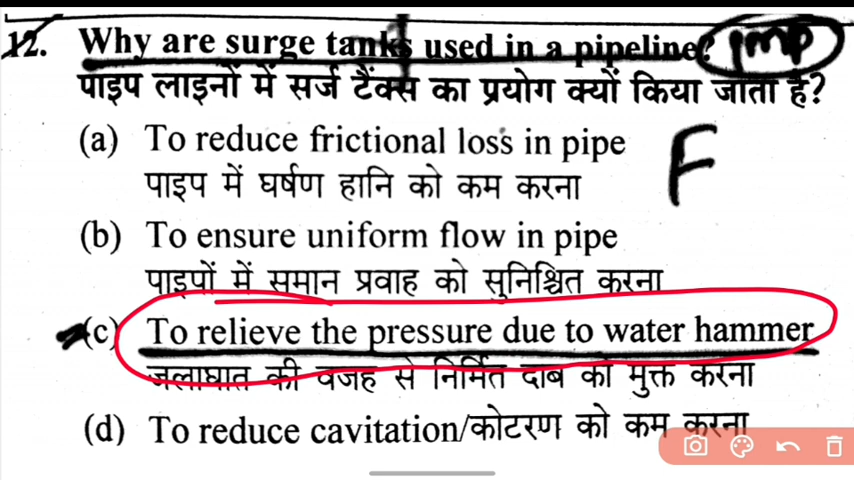 12. Why are surge tanks used in a pipeline? Imp
पाइप लाइनों में सर्ज टैंक्स का प्रयोग क्यों किया जाता है?
(a) To reduce frictional loss in pipe F
पाइप में घर्षण हानि को कम करना
(b) To ensure uniform flow in pipe
पाइपों में समान प्रवाह को सुनिश्चित करना
(c) To relieve the pressure due to water hammer
जलाघात की वजह से निर्मित दाब को मुक्त करना
(d) To reduce cavitation/कोटरण को कम करना